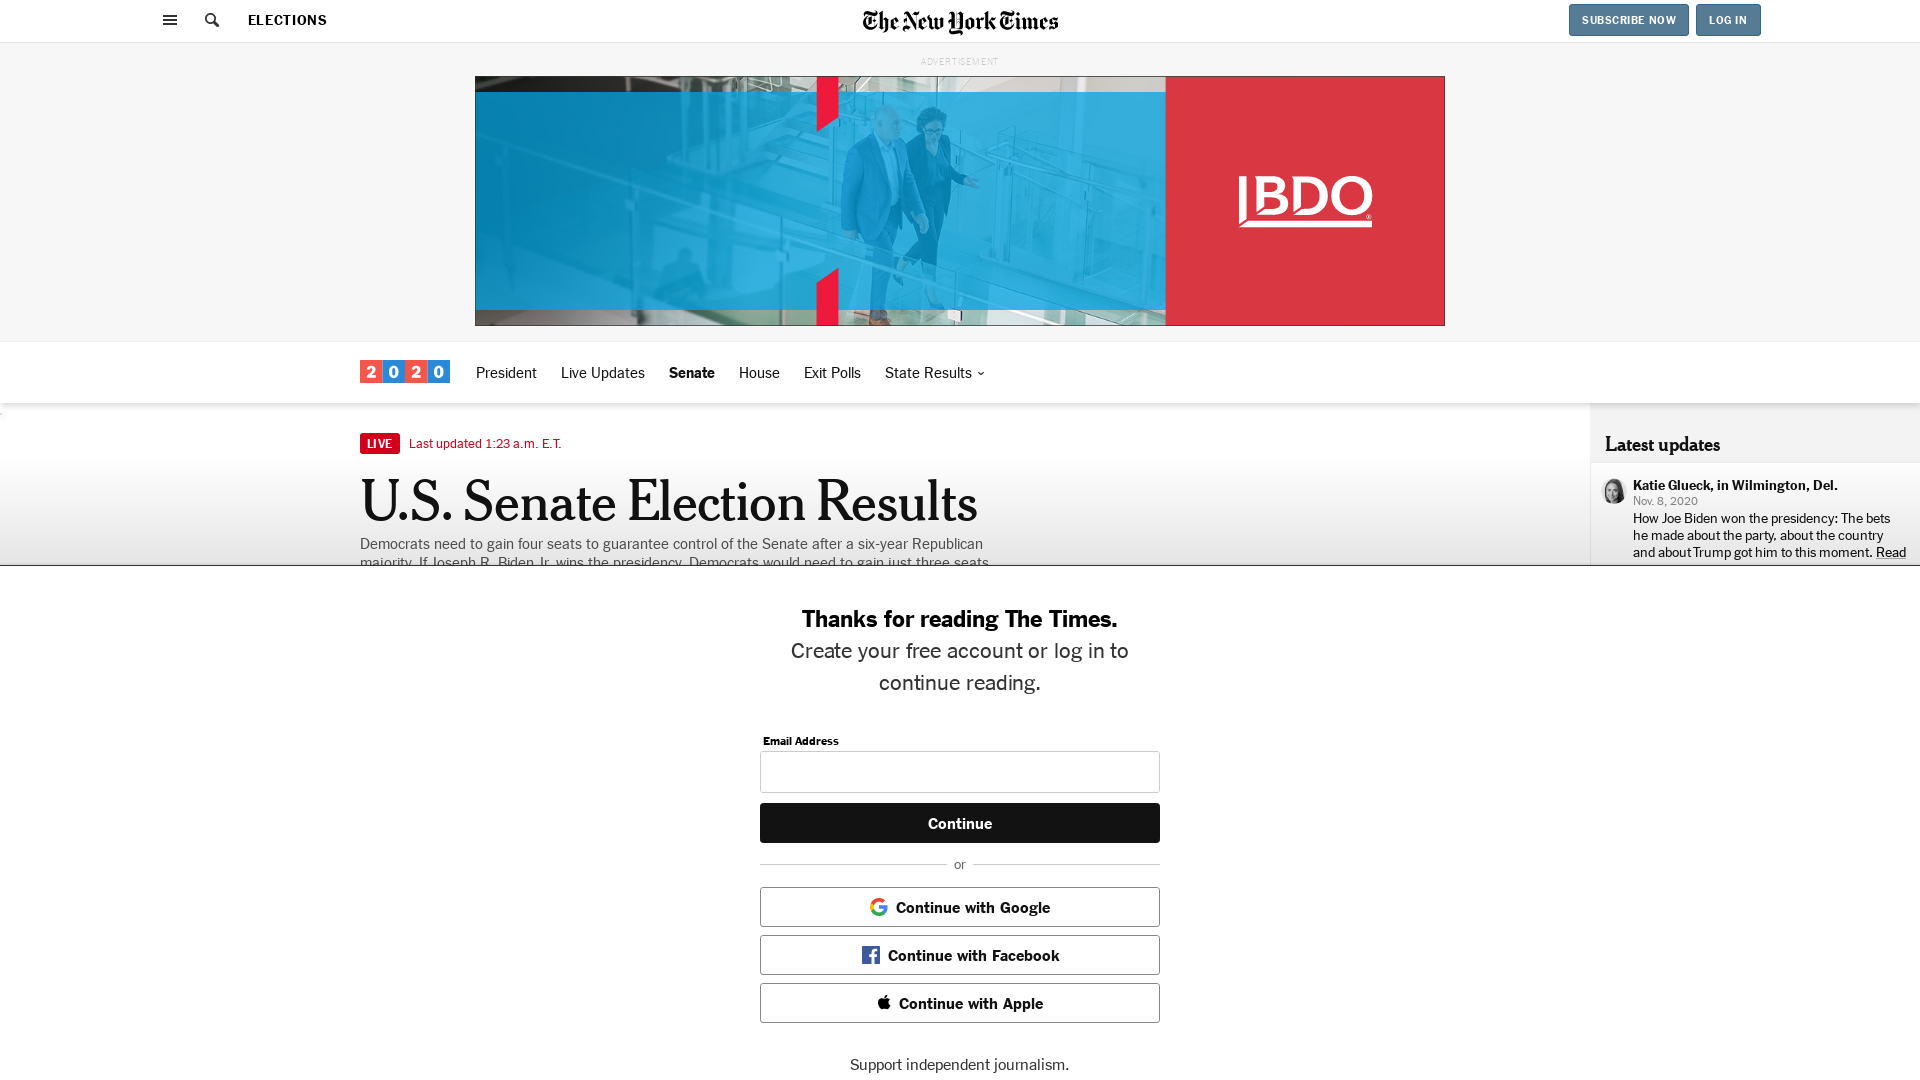 ELECTIONS
The New York Times
SUBSCRIBE NOW
LOG IN
ADVERTISEMENT
BDO
2020
President
Live Updates
Senate
House
Exit Polls
State Results
LIVE
Last updated 1:23 a.m. E.T.
U.S. Senate Election Results
Democrats need to gain four seats to guarantee control of the Senate after a six-year Republican
majority. If Joseph R. Biden Jr. wins the presidency, Democrats would need to gain just three seats
Latest updates
Katie Glueck, in Wilmington, Del.
Nov. 8, 2020
How Joe Biden won the presidency: The bets
he made about the party, about the country
and about Trump got him to this moment. Read
Thanks for reading The Times.
Create your free account or log in to
continue reading.
Email Address
Continue
or
Continue with Google
Continue with Facebook
Continue with Apple
Support independent journalism.